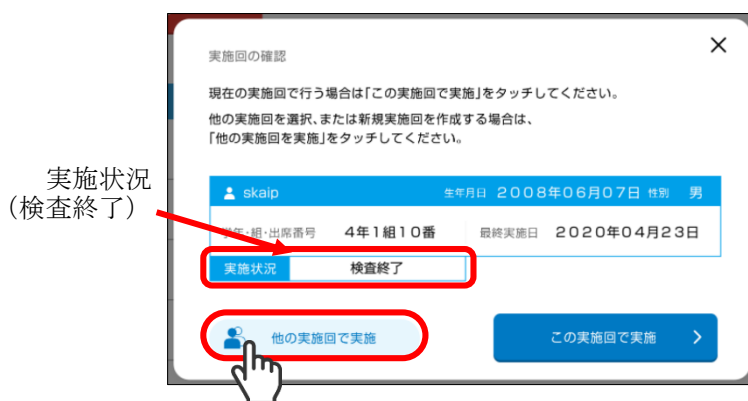 実施回の確認
現在の実施回で行う場合は「この実施回で実施」をタッチしてください。
他の実施回を選択、または新規実施回を作成する場合は、
「他の実施回を実施」をタッチしてください。
実施状況
（検査終了）
skaip 生年月日 2008年06月07日 性別 男
学年・組・出席番号 4年1組10番 最終実施日 2020年04月23日
実施状況 検査終了
他の実施回で実施 この実施回で実施